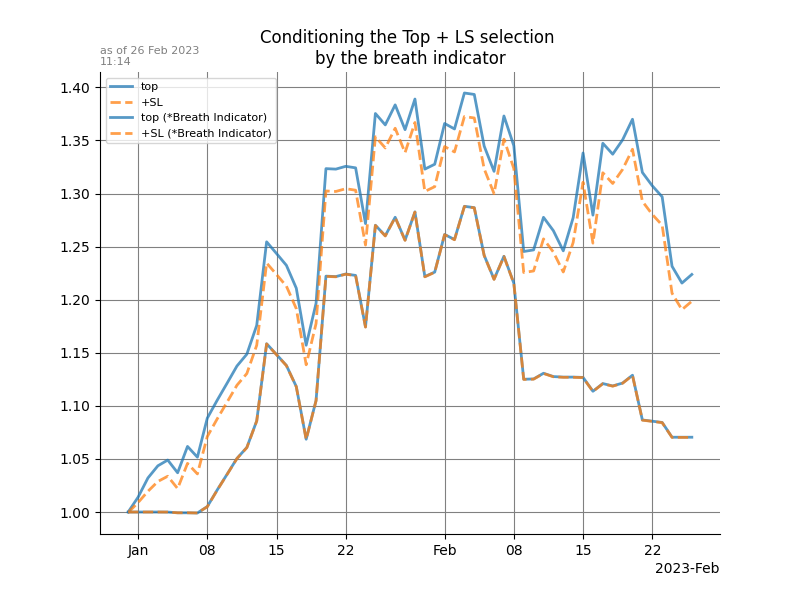 Conditioning the Top + LS selection
by the breath indicator
as of 26 Feb 2023
11:14
top
+SL
top (*Breath Indicator)
+SL (*Breath Indicator)
1.40
1.35
1.30
1.25
1.20
1.15
1.10
1.05
1.00
Jan 08 15 22 Feb 08 15 22
2023-Feb